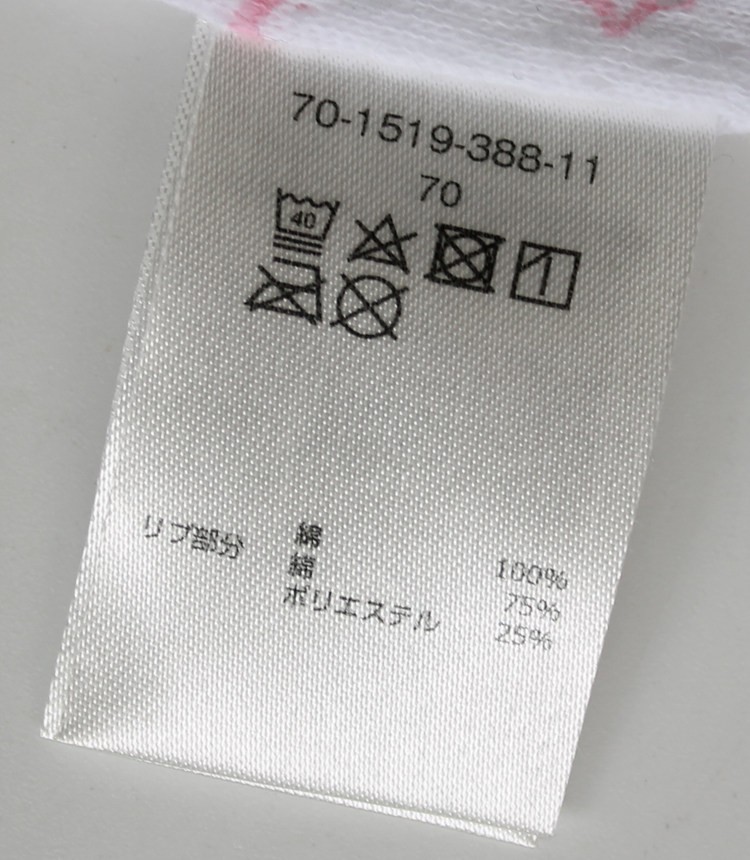 70-1519-388-11
70
40
綿 100%
リブ部分 綿 75%
ポリエステル 25%